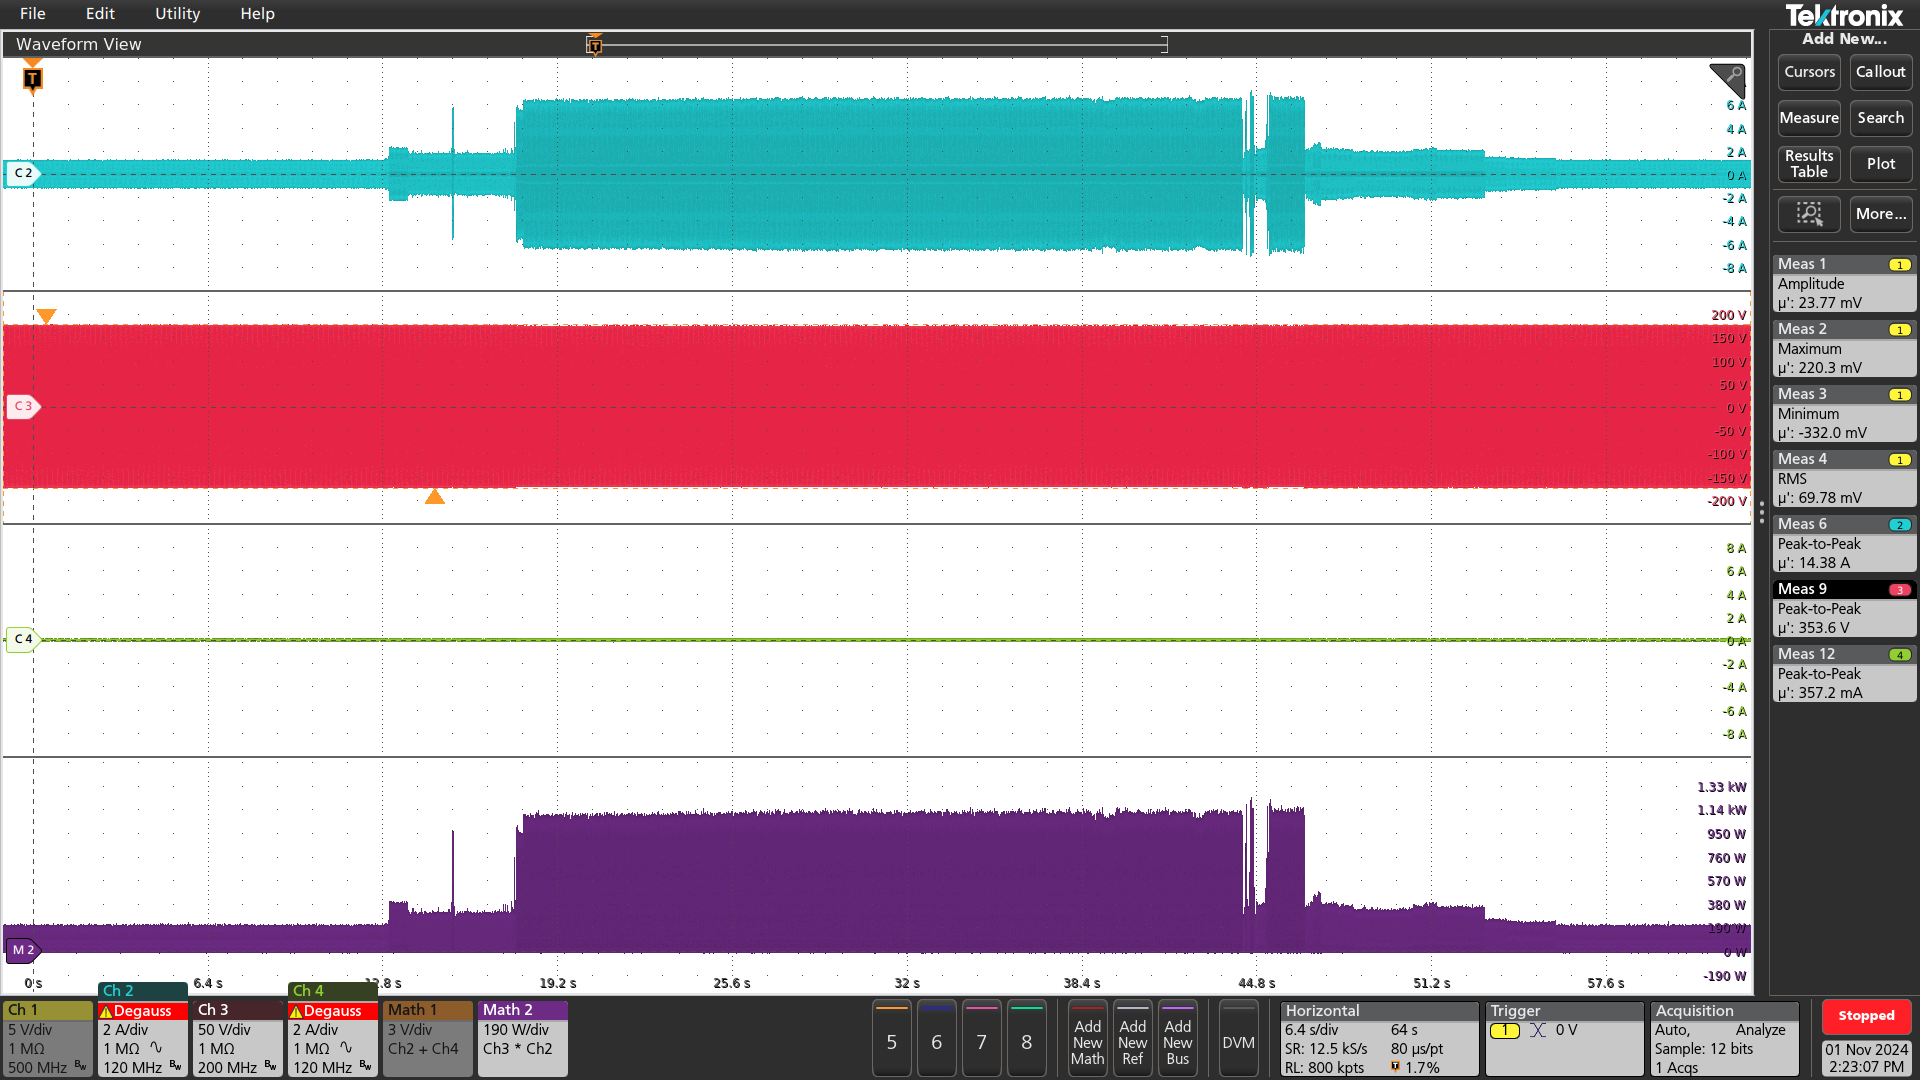 File Edit Utility Help
Tektronix
Waveform View
Add New...
T
T
Cursors Callout
Measure Search
Results Table Plot
More...
6 A
4 A
2 A
0 A
-2 A
-4 A
-6 A
-8 A
C 2
200 V
150 V
100 V
50 V
0 V
-50 V
-100 V
-150 V
-200 V
C 3
8 A
6 A
4 A
2 A
0 A
-2 A
-4 A
-6 A
-8 A
C 4
1.33 kW
1.14 kW
950 W
760 W
570 W
380 W
190 W
0 W
-190 W
M 2
0 s 6.4 s 12.8 s 19.2 s 25.6 s 32 s 38.4 s 44.8 s 51.2 s 57.6 s
Meas 1 1
Amplitude
µ': 23.77 mV
Meas 2 1
Maximum
µ': 220.3 mV
Meas 3 1
Minimum
µ': -332.0 mV
Meas 4 1
RMS
µ': 69.78 mV
Meas 6 2
Peak-to-Peak
µ': 14.38 A
Meas 9 3
Peak-to-Peak
µ': 353.6 V
Meas 12 4
Peak-to-Peak
µ': 357.2 mA
Ch 1
5 V/div
1 MΩ
500 MHz Bw
Ch 2
Degauss
2 A/div
1 MΩ
120 MHz Bw
Ch 3
50 V/div
1 MΩ
200 MHz Bw
Ch 4
Degauss
2 A/div
1 MΩ
120 MHz Bw
Math 1
3 V/div
Ch2 + Ch4
Math 2
190 W/div
Ch3 * Ch2
5 6 7 8
Add New Math
Add New Ref
Add New Bus
DVM
Horizontal
6.4 s/div 64 s
SR: 12.5 kS/s 80 µs/pt
RL: 800 kpts T 1.7%
Trigger
1 0 V
Acquisition
Auto, Analyze
Sample: 12 bits
1 Acqs
Stopped
01 Nov 2024
2:23:07 PM